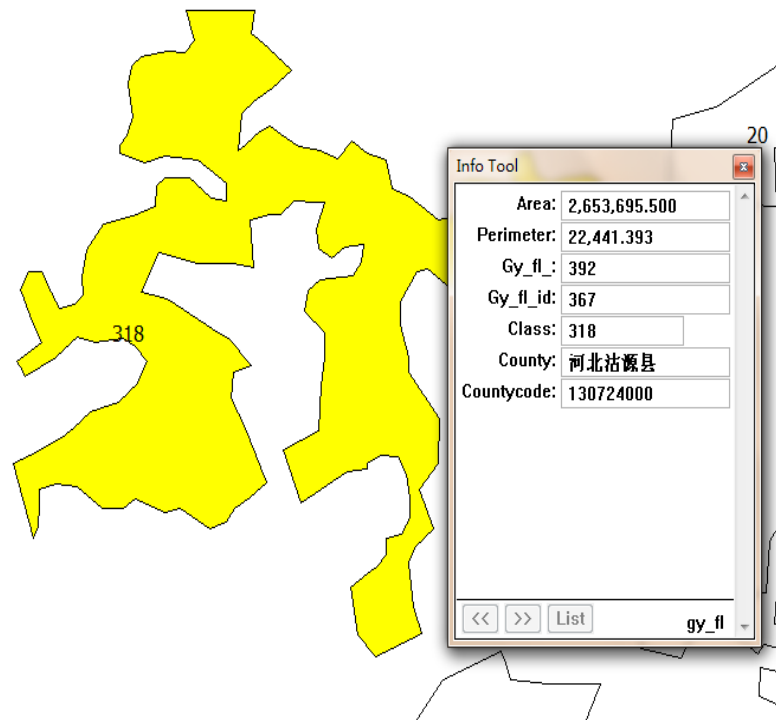 20
Info Tool
Area: 2,653,695.500
Perimeter: 22,441.393
Gy_fl_: 392
Gy_fl_id: 367
318
Class: 318
County: 河北沽源县
Countycode: 130724000
<< >> List
gy_fl